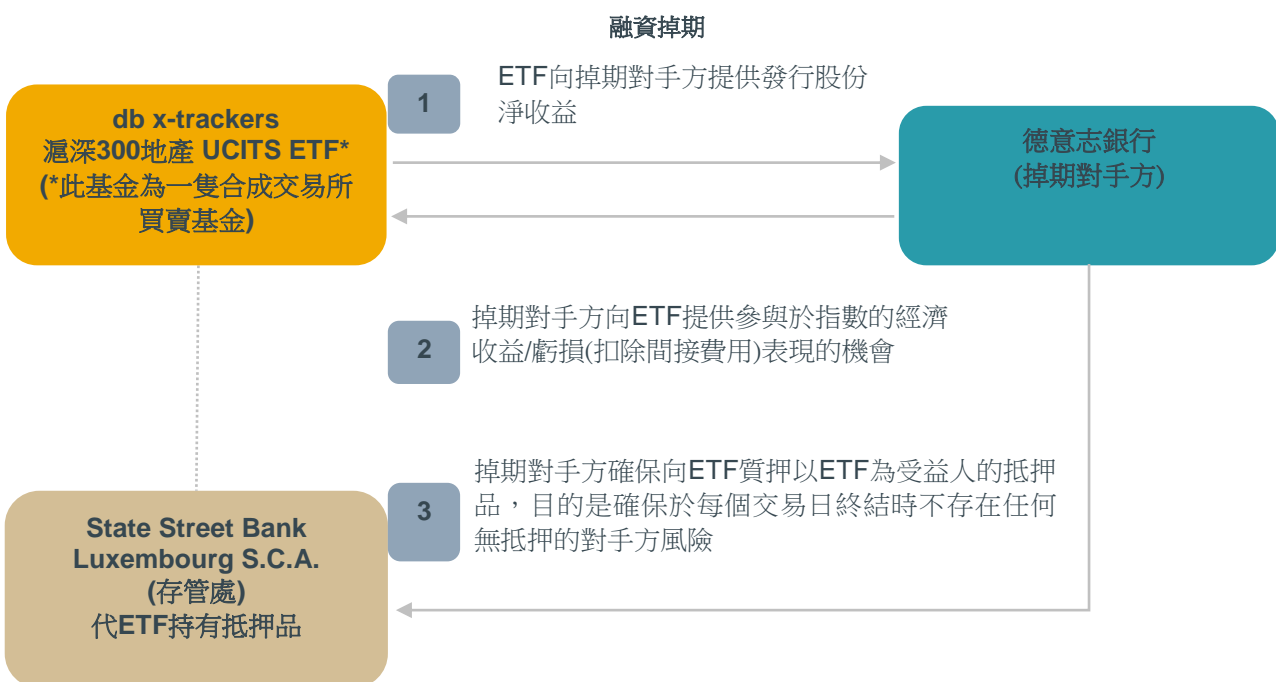 融資掉期
1
ETF向掉期對手方提供發行股份
淨收益
db x-trackers
滬深300地產 UCITS ETF*
(*此基金為一隻合成交易所
買賣基金)
德意志銀行
(掉期對手方)
2
掉期對手方向ETF提供參與於指數的經濟
收益/虧損(扣除間接費用)表現的機會
3
掉期對手方確保向ETF質押以ETF為受益人的抵押
品，目的是確保於每個交易日終結時不存在任何
無抵押的對手方風險
State Street Bank
Luxembourg S.C.A.
(存管處)
代ETF持有抵押品